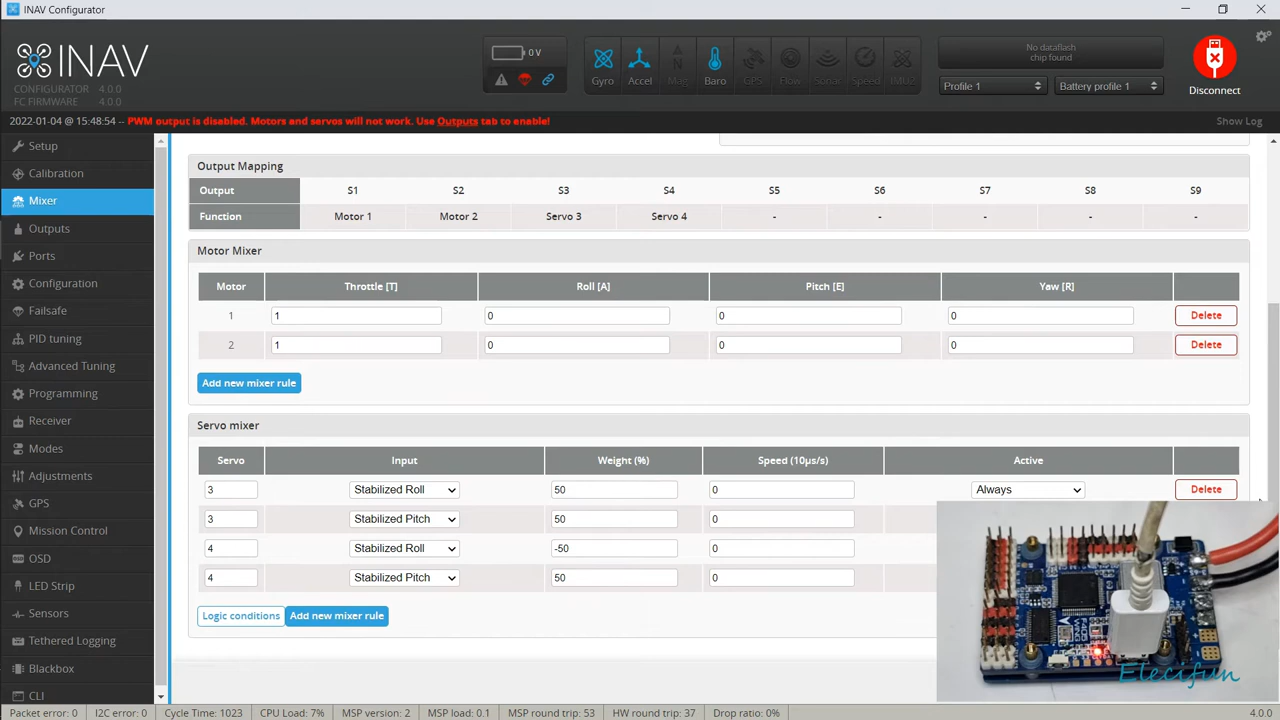 INAV Configurator
INAV
CONFIGURATOR 4.0.0
FC FIRMWARE 4.0.0
0 V
Gyro Accel Mag Baro GPS Flow Sonar Speed IMU2
No dataflash
chip found
Profile 1
Battery profile 1
Disconnect
2022-01-04 @ 15:48:54 -- PWM output is disabled. Motors and servos will not work. Use Outputs tab to enable!
Show Log
Setup
Calibration
Mixer
Outputs
Ports
Configuration
Failsafe
PID tuning
Advanced Tuning
Programming
Receiver
Modes
Adjustments
GPS
Mission Control
OSD
LED Strip
Sensors
Tethered Logging
Blackbox
CLI
Output Mapping
Output S1 S2 S3 S4 S5 S6 S7 S8 S9
Function Motor 1 Motor 2 Servo 3 Servo 4 - - - - -
Motor Mixer
Motor Throttle [T] Roll [A] Pitch [E] Yaw [R]
1 1 0 0 0 Delete
2 1 0 0 0 Delete
Add new mixer rule
Servo mixer
Servo Input Weight (%) Speed (10µs/s) Active
3 Stabilized Roll 50 0 Always Delete
3 Stabilized Pitch 50 0
4 Stabilized Roll -50 0
4 Stabilized Pitch 50 0
Logic conditions Add new mixer rule
Elecifun
Packet error: 0 I2C error: 0 Cycle Time: 1023 CPU Load: 7% MSP version: 2 MSP load: 0.1 MSP round trip: 53 HW round trip: 37 Drop ratio: 0% 4.0.0